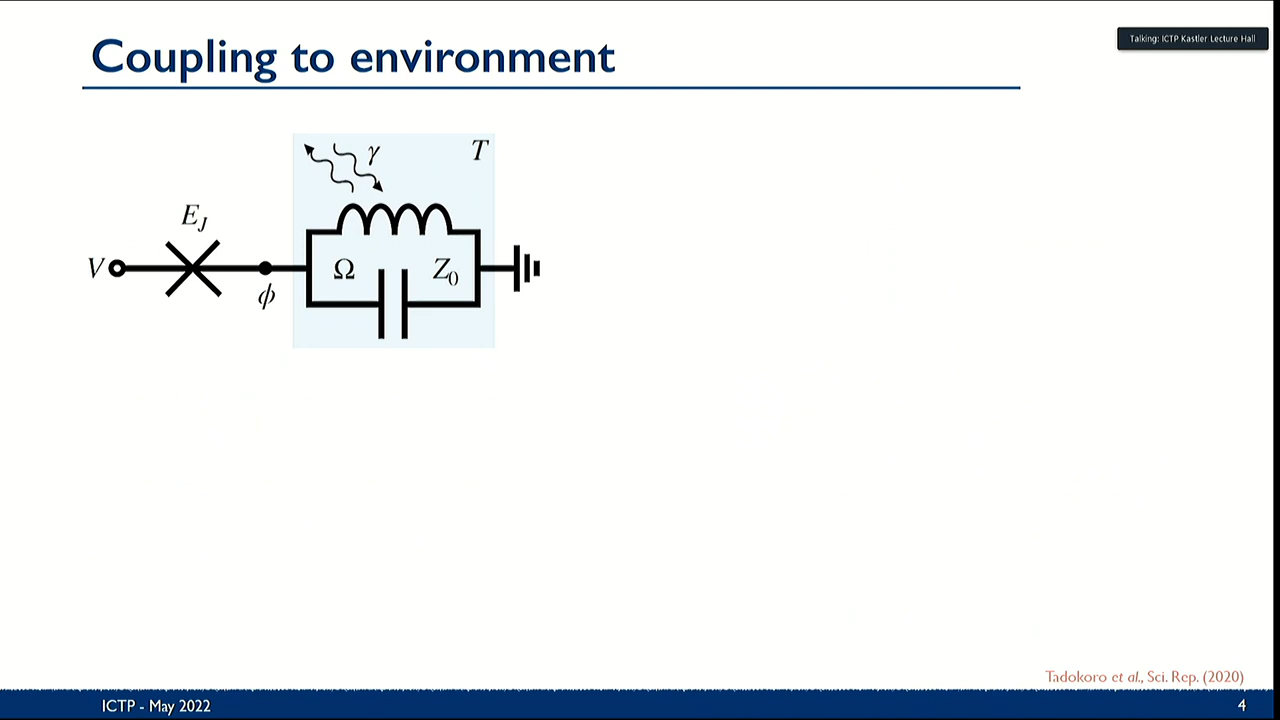 Coupling to environment
Talking: ICTP Kastler Lecture Hall
γ
T
E_J
V
Ω
Z_0
ϕ
Tadokoro et al., Sci. Rep. (2020)
ICTP - May 2022
4